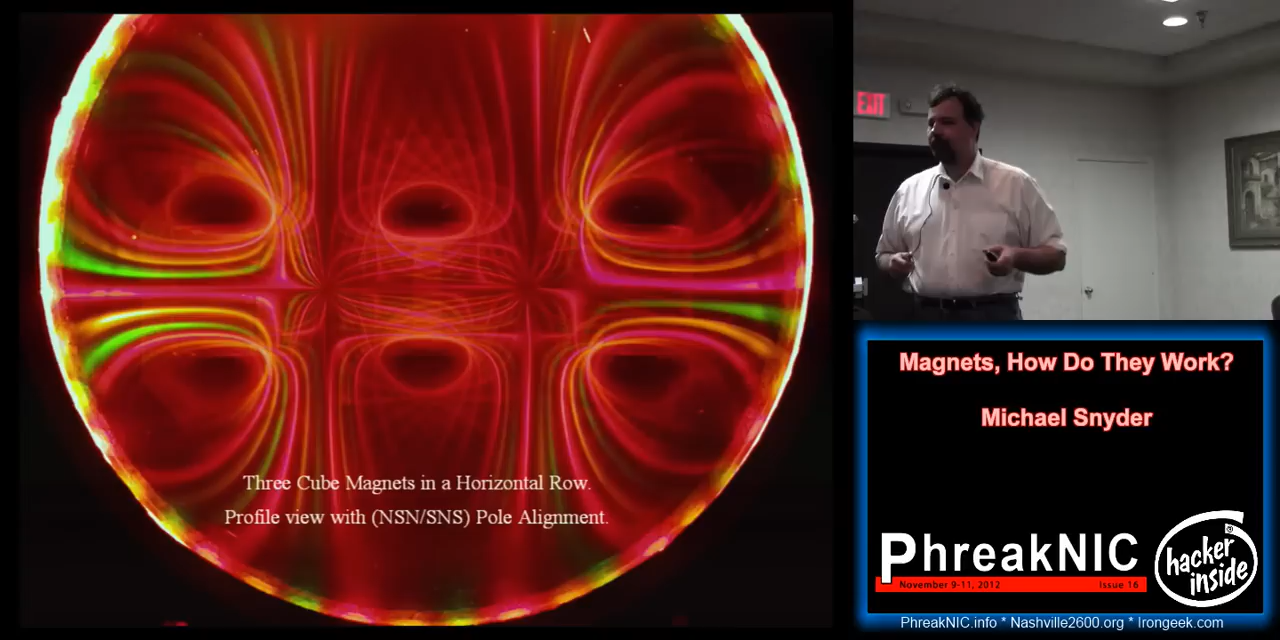 Three Cube Magnets in a Horizontal Row.
Profile view with (NSN/SNS) Pole Alignment.
EXIT
Magnets, How Do They Work?
Michael Snyder
PhreakNIC
November 9-11, 2012 Issue 16
hacker
inside
PhreakNIC.info * Nashville2600.org * Irongeek.com